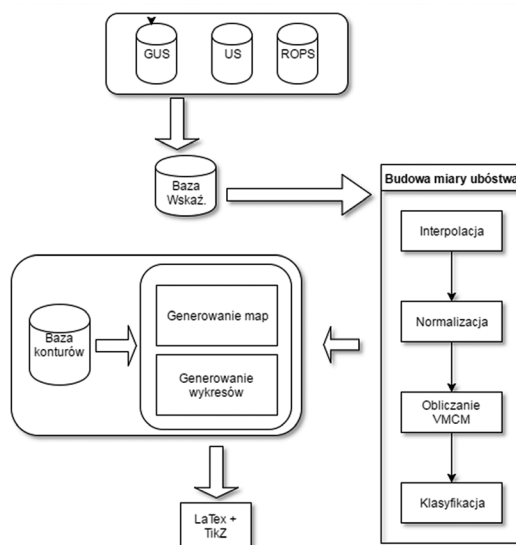 GUS
US
ROPS
Baza
Wskaź.
Budowa miary ubóstwa
Interpolacja
Normalizacja
Obliczanie
VMCM
Klasyfikacja
Baza
konturów
Generowanie map
Generowanie
wykresów
LaTex +
TikZ